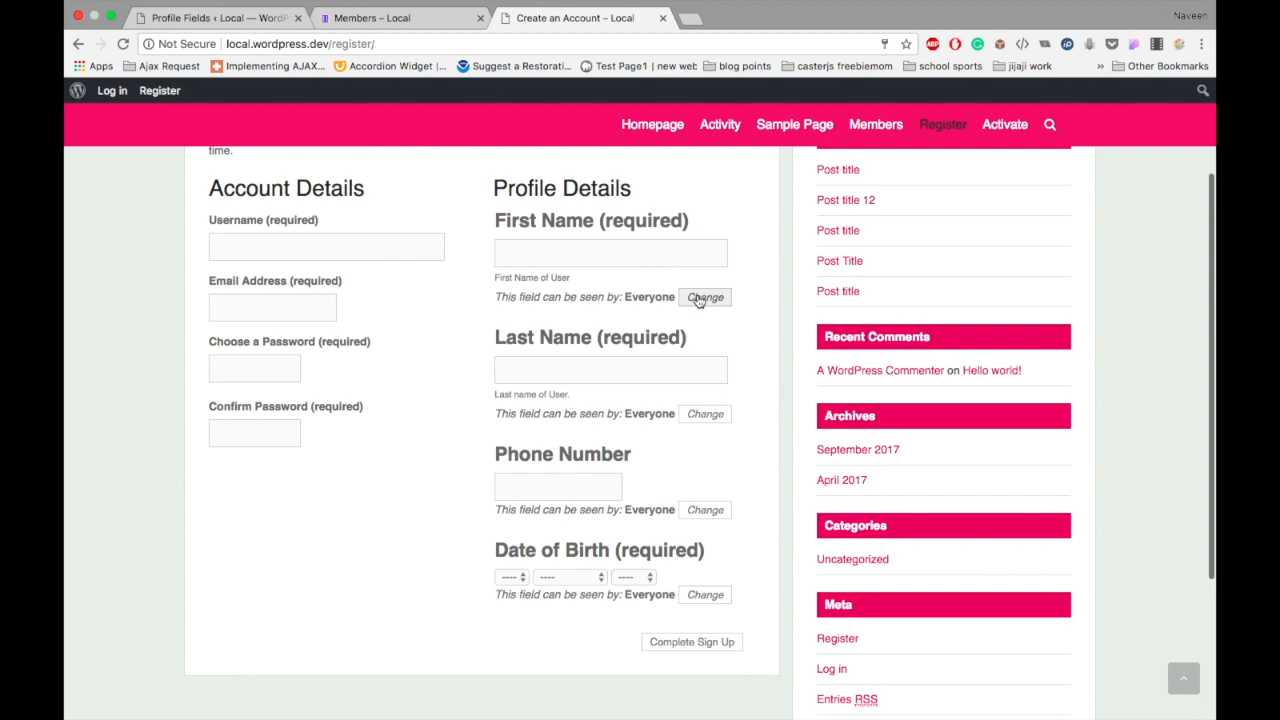 Profile Fields ‹ Local — WordP
Members – Local
Create an Account – Local
Naveen
Not Secure
local.wordpress.dev/register/
Apps
Ajax Request
Implementing AJAX...
Accordion Widget |...
Suggest a Restorati...
Test Page1 | new web
blog points
casterjs freebiemom
school sports
jijaji work
»
Other Bookmarks
Log in
Register
Homepage
Activity
Sample Page
Members
Register
Activate
time.
Account Details
Username (required)
Email Address (required)
Choose a Password (required)
Confirm Password (required)
Profile Details
First Name (required)
First Name of User
This field can be seen by: Everyone Change
Last Name (required)
Last name of User.
This field can be seen by: Everyone Change
Phone Number
This field can be seen by: Everyone Change
Date of Birth (required)
---- ---- ----
This field can be seen by: Everyone Change
Complete Sign Up
Post title
Post title 12
Post title
Post Title
Post title
Recent Comments
A WordPress Commenter on Hello world!
Archives
September 2017
April 2017
Categories
Uncategorized
Meta
Register
Log in
Entries RSS